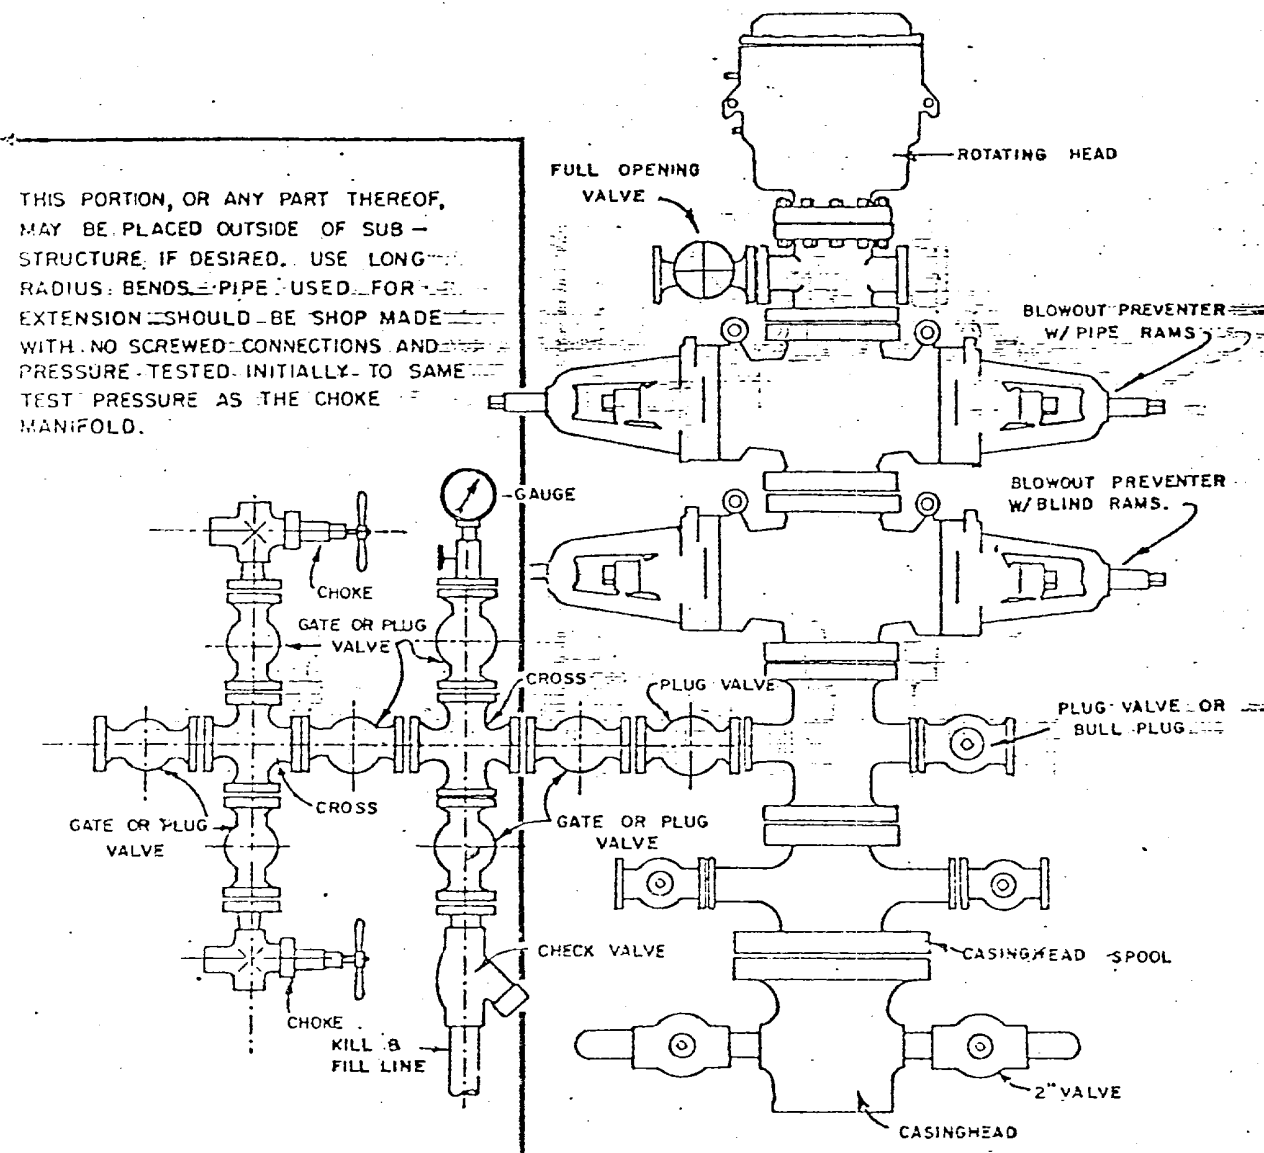 THIS PORTION, OR ANY PART THEREOF,
MAY BE PLACED OUTSIDE OF SUB-
STRUCTURE IF DESIRED. USE LONG
RADIUS BENDS - PIPE USED FOR
EXTENSION SHOULD BE SHOP MADE
WITH NO SCREWED CONNECTIONS AND
PRESSURE TESTED INITIALLY TO SAME
TEST PRESSURE AS THE CHOKE
MANIFOLD.
ROTATING HEAD
FULL OPENING
VALVE
BLOWOUT PREVENTER
W/ PIPE RAMS
BLOWOUT PREVENTER
W/ BLIND RAMS.
GAUGE
CHOKE
GATE OR PLUG
VALVE
CROSS
PLUG VALVE
PLUG VALVE OR
BULL PLUG
CROSS
GATE OR PLUG
VALVE
GATE OR PLUG
VALVE
CHECK VALVE
CASINGHEAD SPOOL
CHOKE
KILL &
FILL LINE
2" VALVE
CASINGHEAD